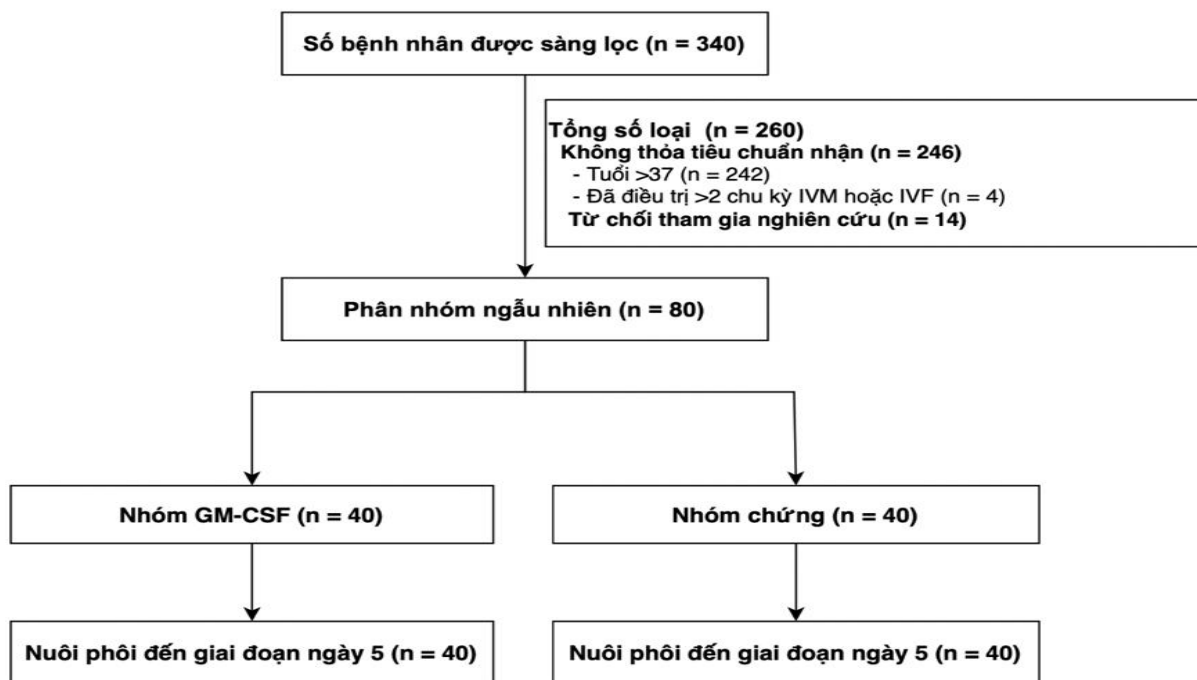 Số bệnh nhân được sàng lọc (n = 340)
Tổng số loại (n = 260)
Không thỏa tiêu chuẩn nhận (n = 246)
- Tuổi >37 (n = 242)
- Đã điều trị >2 chu kỳ IVM hoặc IVF (n = 4)
Từ chối tham gia nghiên cứu (n = 14)
Phân nhóm ngẫu nhiên (n = 80)
Nhóm GM-CSF (n = 40)
Nhóm chứng (n = 40)
Nuôi phôi đến giai đoạn ngày 5 (n = 40)
Nuôi phôi đến giai đoạn ngày 5 (n = 40)